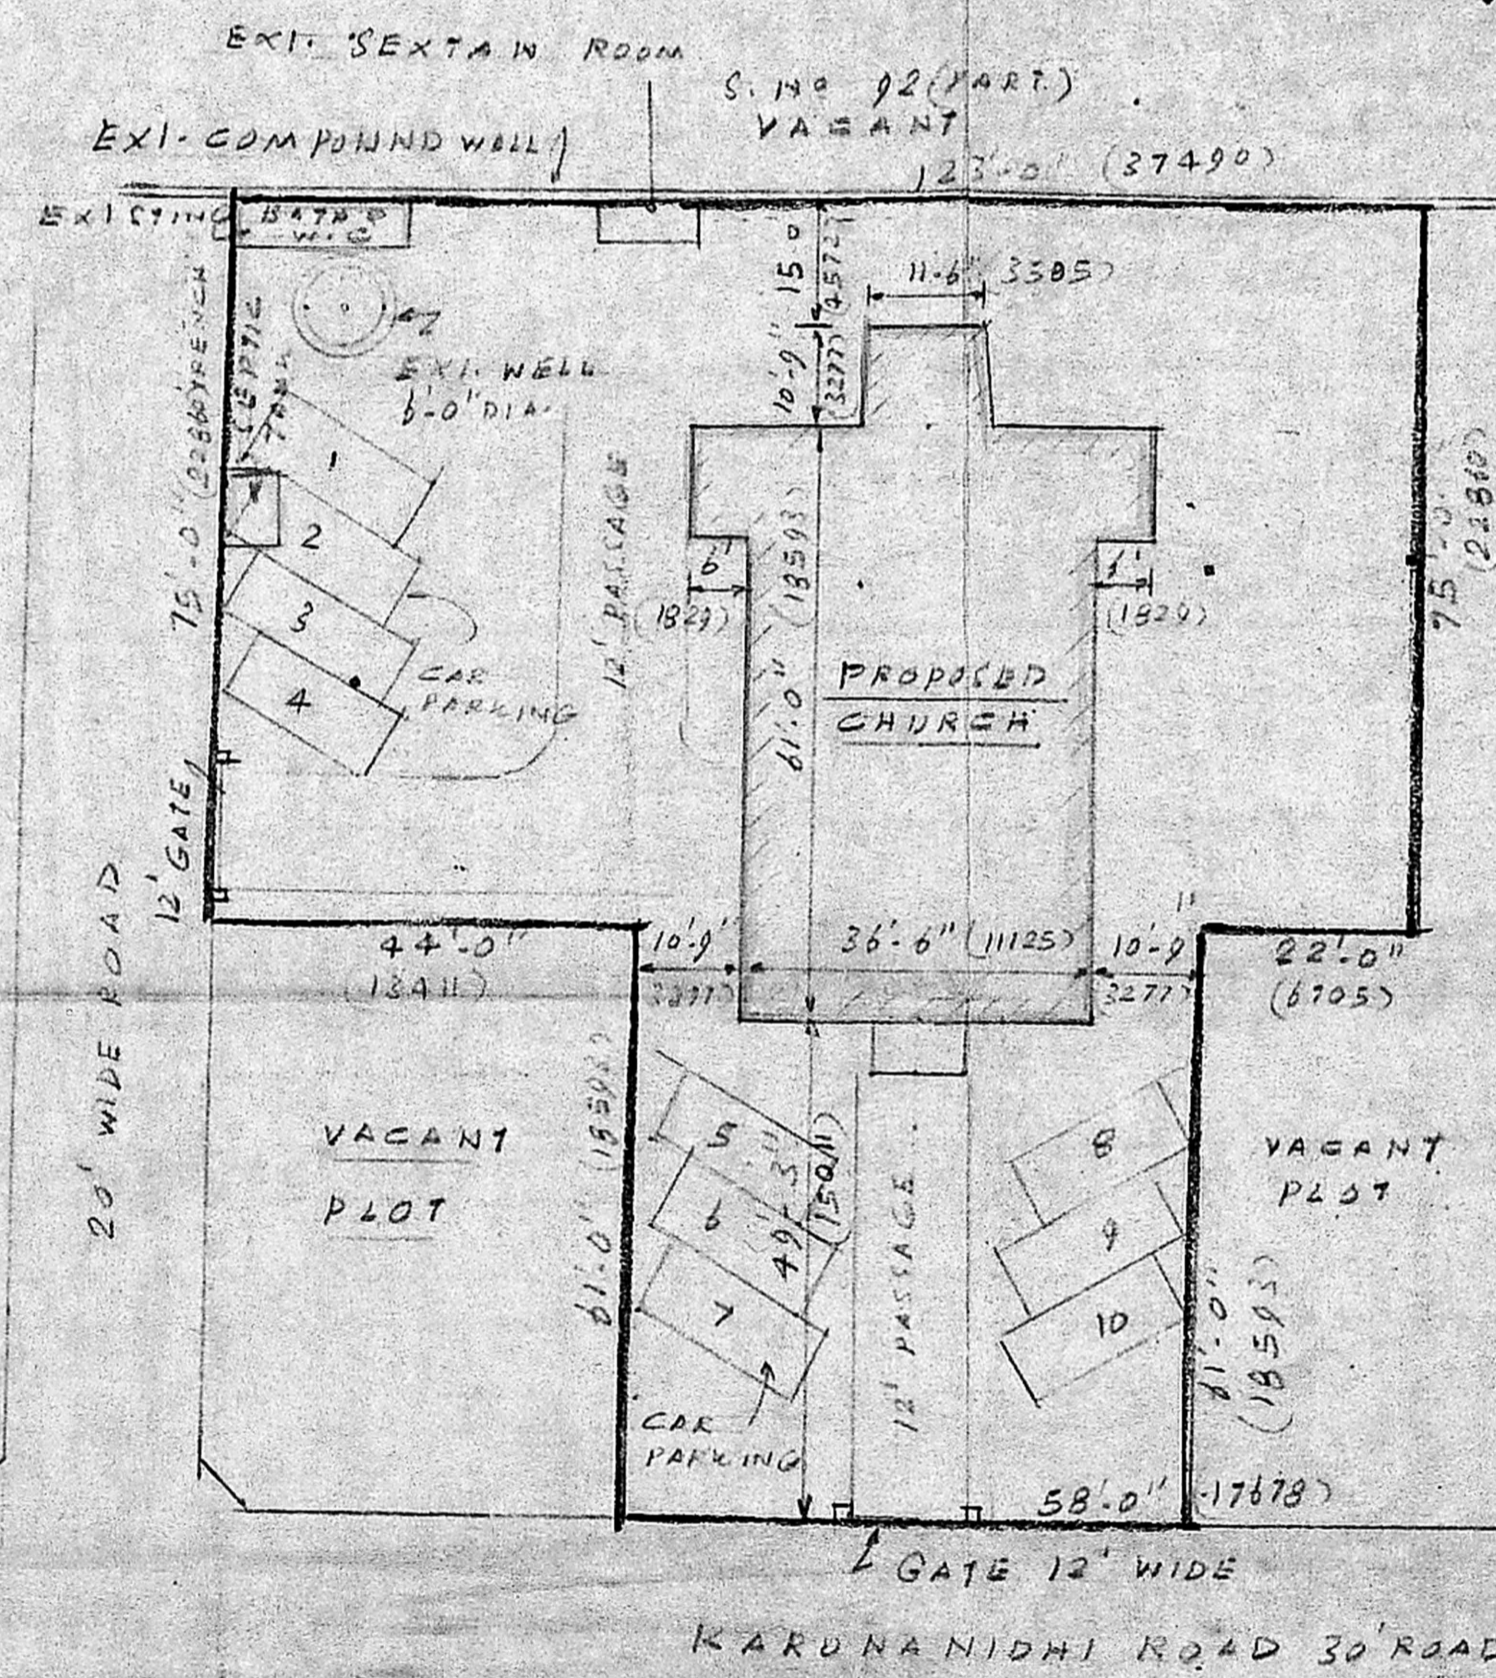 EXI. SEXTAN ROOM
S. NO 92 (PART.)
VACANT
EXI. COMPOUND WALL
123'-0" (37490)
EXISTING BATH &
W.C
15'-0"
(4572)
11'-6" (3505)
10'-9"
(3277)
TRENCH
SEPTIC
TANK
EXI. WELL
6'-0" DIA.
75'-0" (22860)
75'-0"
(22860)
1
2
3
4
CAR
PARKING
12' PASSAGE
6'
(1829)
6'
(1829)
61'-0" (18593)
PROPOSED
CHURCH
12' GATE
20' WIDE ROAD
44'-0"
(13411)
10'-9"
(3277)
36'-6" (11125)
10'-9"
(3277)
22'-0"
(6705)
VACANT
PLOT
61'-0" (18593)
5
6
7
49'-3"
(15011)
12' PASSAGE
8
9
10
VACANT
PLOT
61'-0"
(18593)
CAR
PARKING
58'-0" (17678)
GATE 12' WIDE
KARUNANIDHI ROAD 30' ROAD